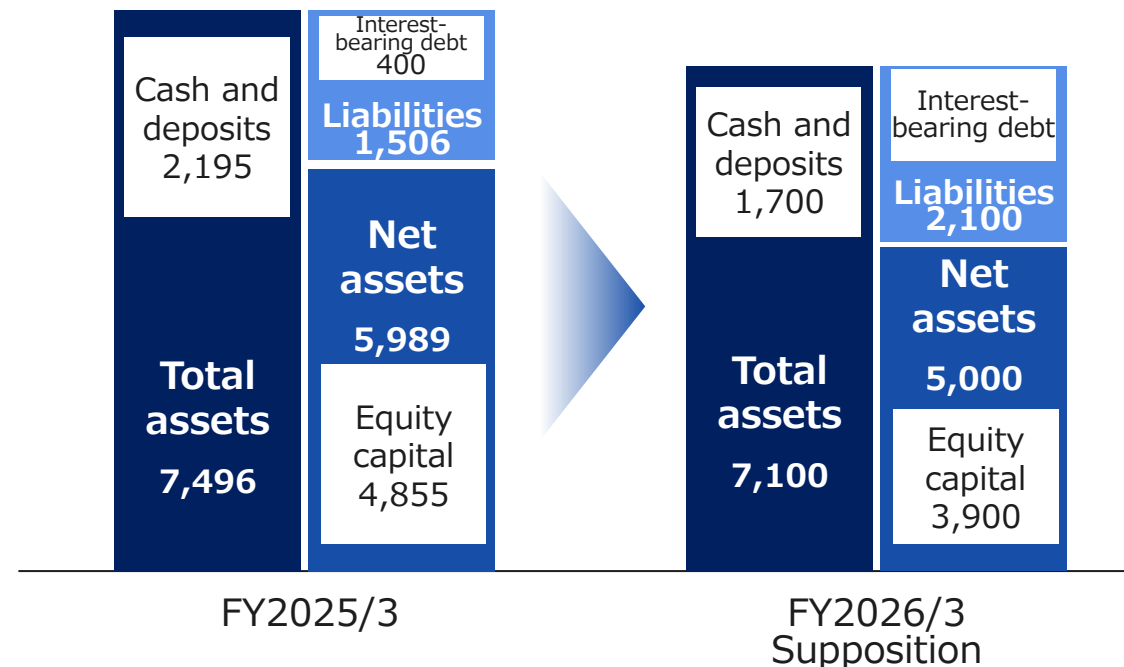 Cash and
deposits
2,195
Total
assets
7,496
Interest-
bearing debt
400
Liabilities
1,506
Net
assets
5,989
Equity
capital
4,855
FY2025/3
Cash and
deposits
1,700
Total
assets
7,100
Interest-
bearing debt
Liabilities
2,100
Net
assets
5,000
Equity
capital
3,900
FY2026/3
Supposition